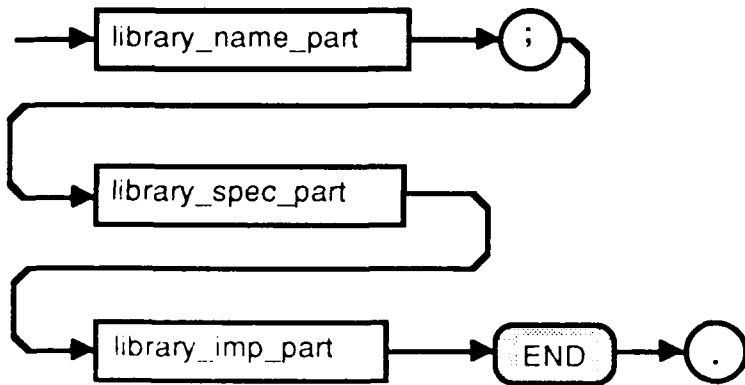 library_name_part ;
library_spec_part
library_imp_part END .